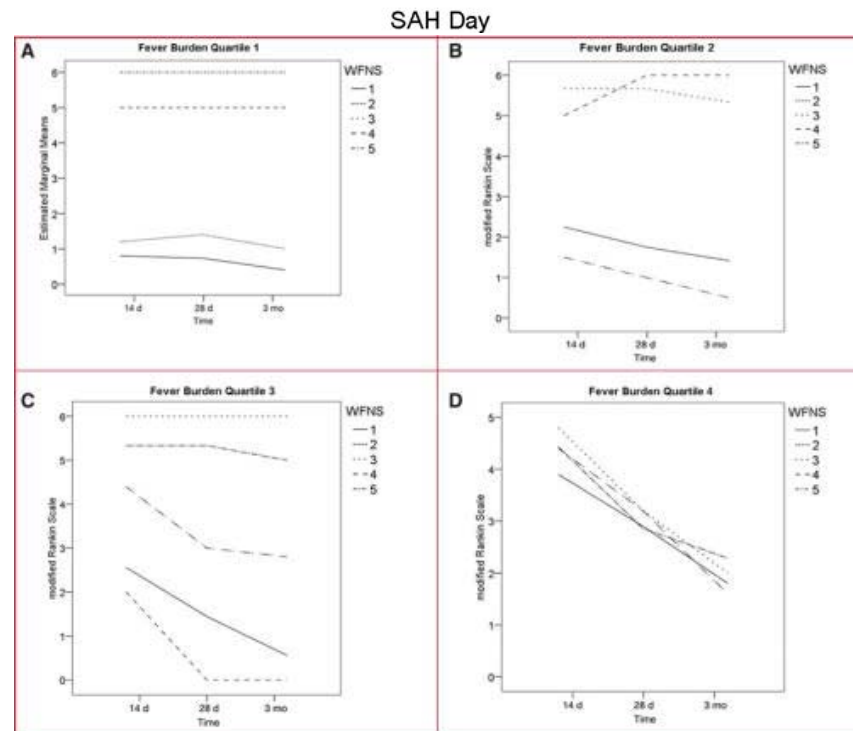 SAH Day
A
Fever Burden Quartile 1
Estimated Marginal Means
6
5
4
3
2
1
0
14 d 28 d 3 mo
Time
WFNS
1
2
3
4
5
B
Fever Burden Quartile 2
modified Rankin Scale
6
5
4
3
2
1
0
14 d 28 d 3 mo
Time
WFNS
1
2
3
4
5
C
Fever Burden Quartile 3
modified Rankin Scale
6
5
4
3
2
1
0
14 d 28 d 3 mo
Time
WFNS
1
2
3
4
5
D
Fever Burden Quartile 4
modified Rankin Scale
5
4
3
2
1
0
14 d 28 d 3 mo
Time
WFNS
1
2
3
4
5